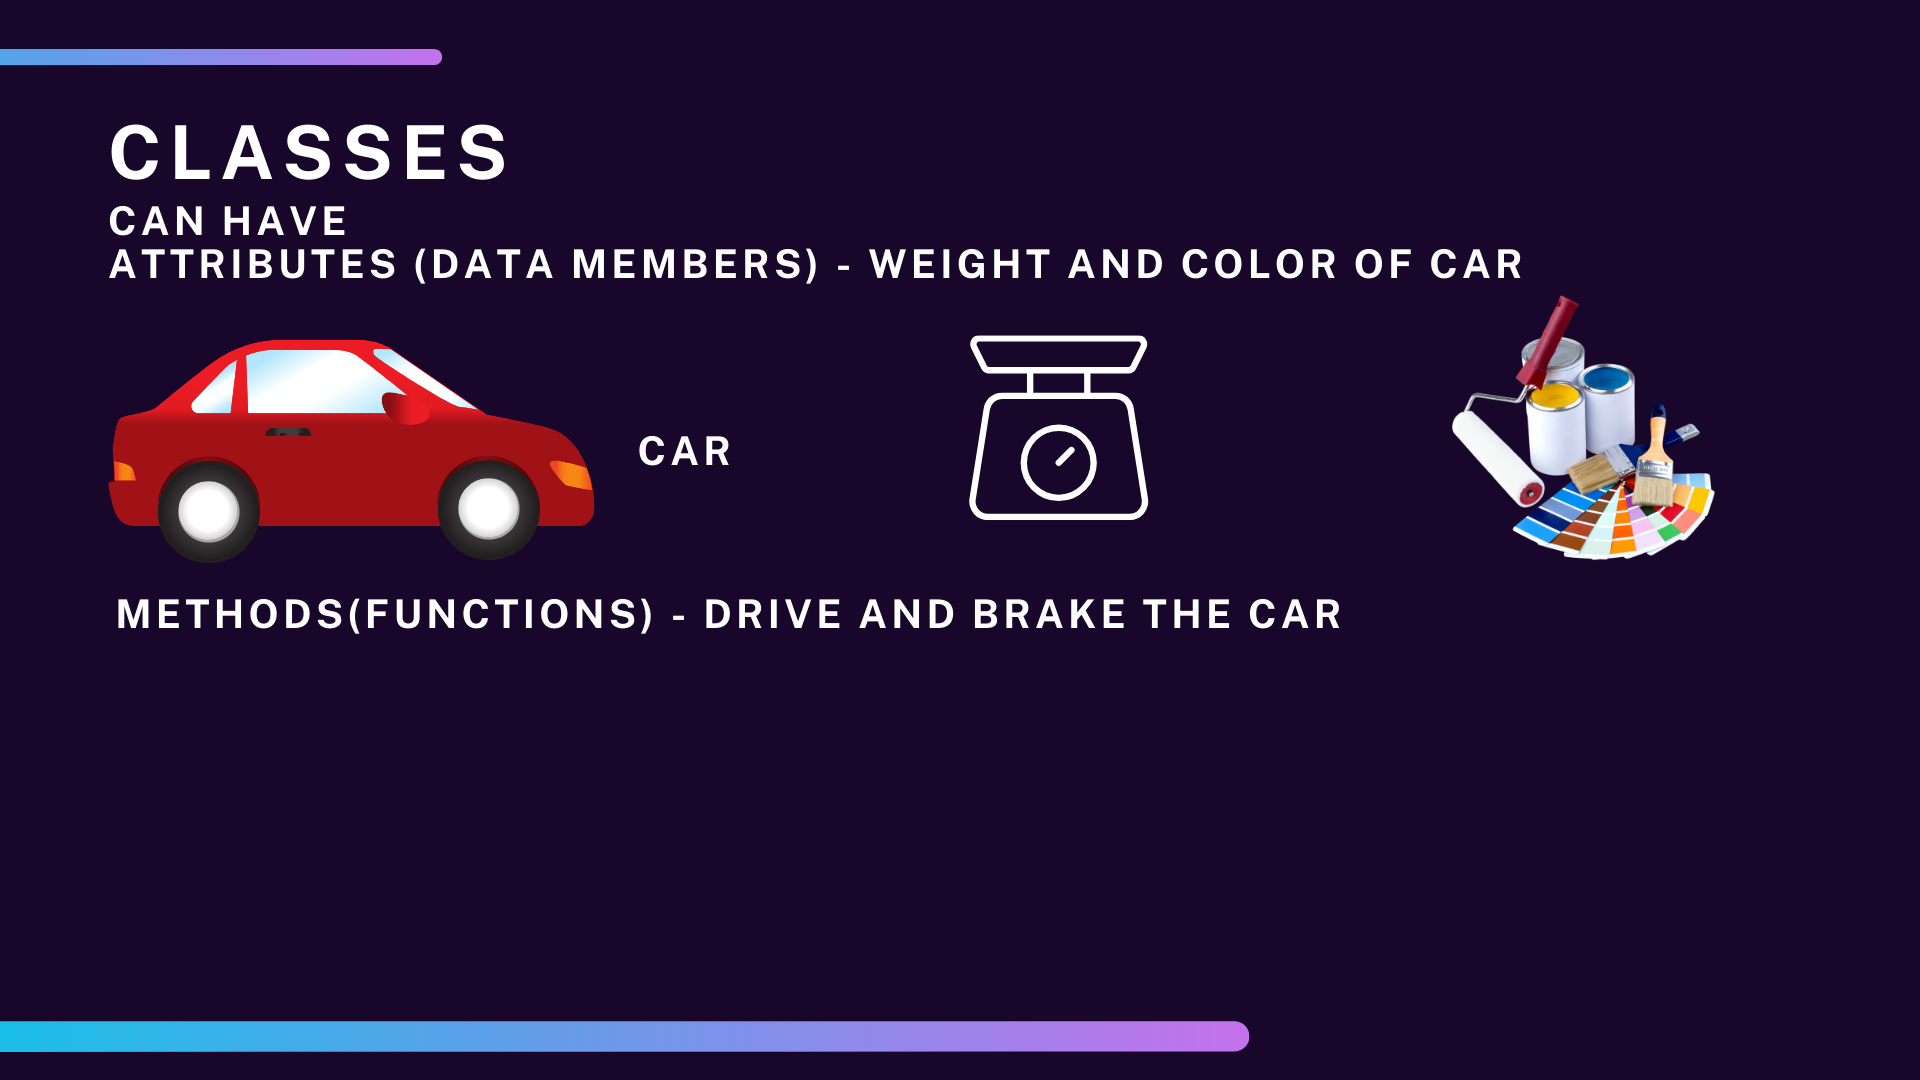 CLASSES
CAN HAVE
ATTRIBUTES (DATA MEMBERS) - WEIGHT AND COLOR OF CAR
CAR
METHODS(FUNCTIONS) - DRIVE AND BRAKE THE CAR